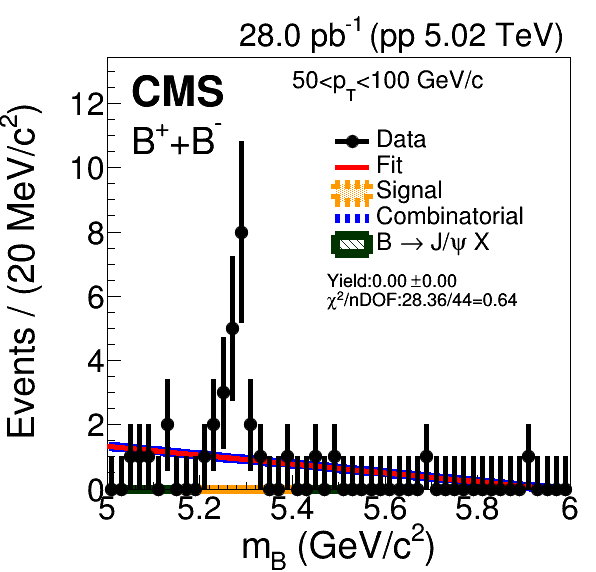 28.0 pb⁻¹ (pp 5.02 TeV)
CMS
50<p_T<100 GeV/c
B⁺+B⁻
Data
Fit
Signal
Combinatorial
B → J/ψ X
Yield:0.00 ±0.00
χ²/nDOF:28.36/44=0.64
Events / (20 MeV/c²)
12
10
8
6
4
2
0
5 5.2 5.4 5.6 5.8 6
m_B (GeV/c²)